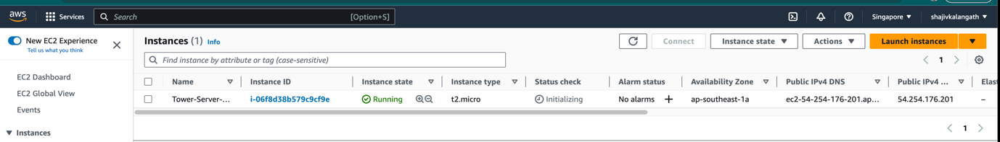 aws Services Search [Option+S] Singapore shajivkalangath
New EC2 Experience
Tell us what you think
EC2 Dashboard
EC2 Global View
Events
Instances
Instances (1) Info Connect Instance state Actions Launch instances
Find instance by attribute or tag (case-sensitive) 1
Name Instance ID Instance state Instance type Status check Alarm status Availability Zone Public IPv4 DNS Public IPv4 ... Elast
Tower-Server-... i-06f8d38b579c9cf9e Running t2.micro Initializing No alarms + ap-southeast-1a ec2-54-254-176-201.ap... 54.254.176.201 –
1